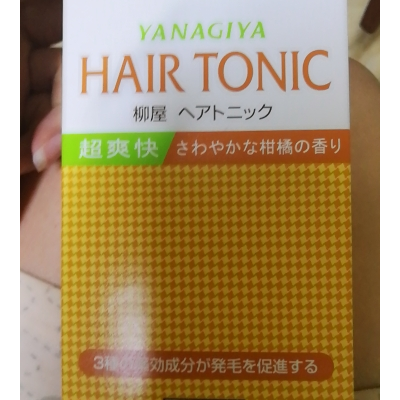 YANAGIYA
HAIR TONIC
柳屋 ヘアトニック
超爽快 さわやかな柑橘の香り
3種の 効成分が発毛を促進する